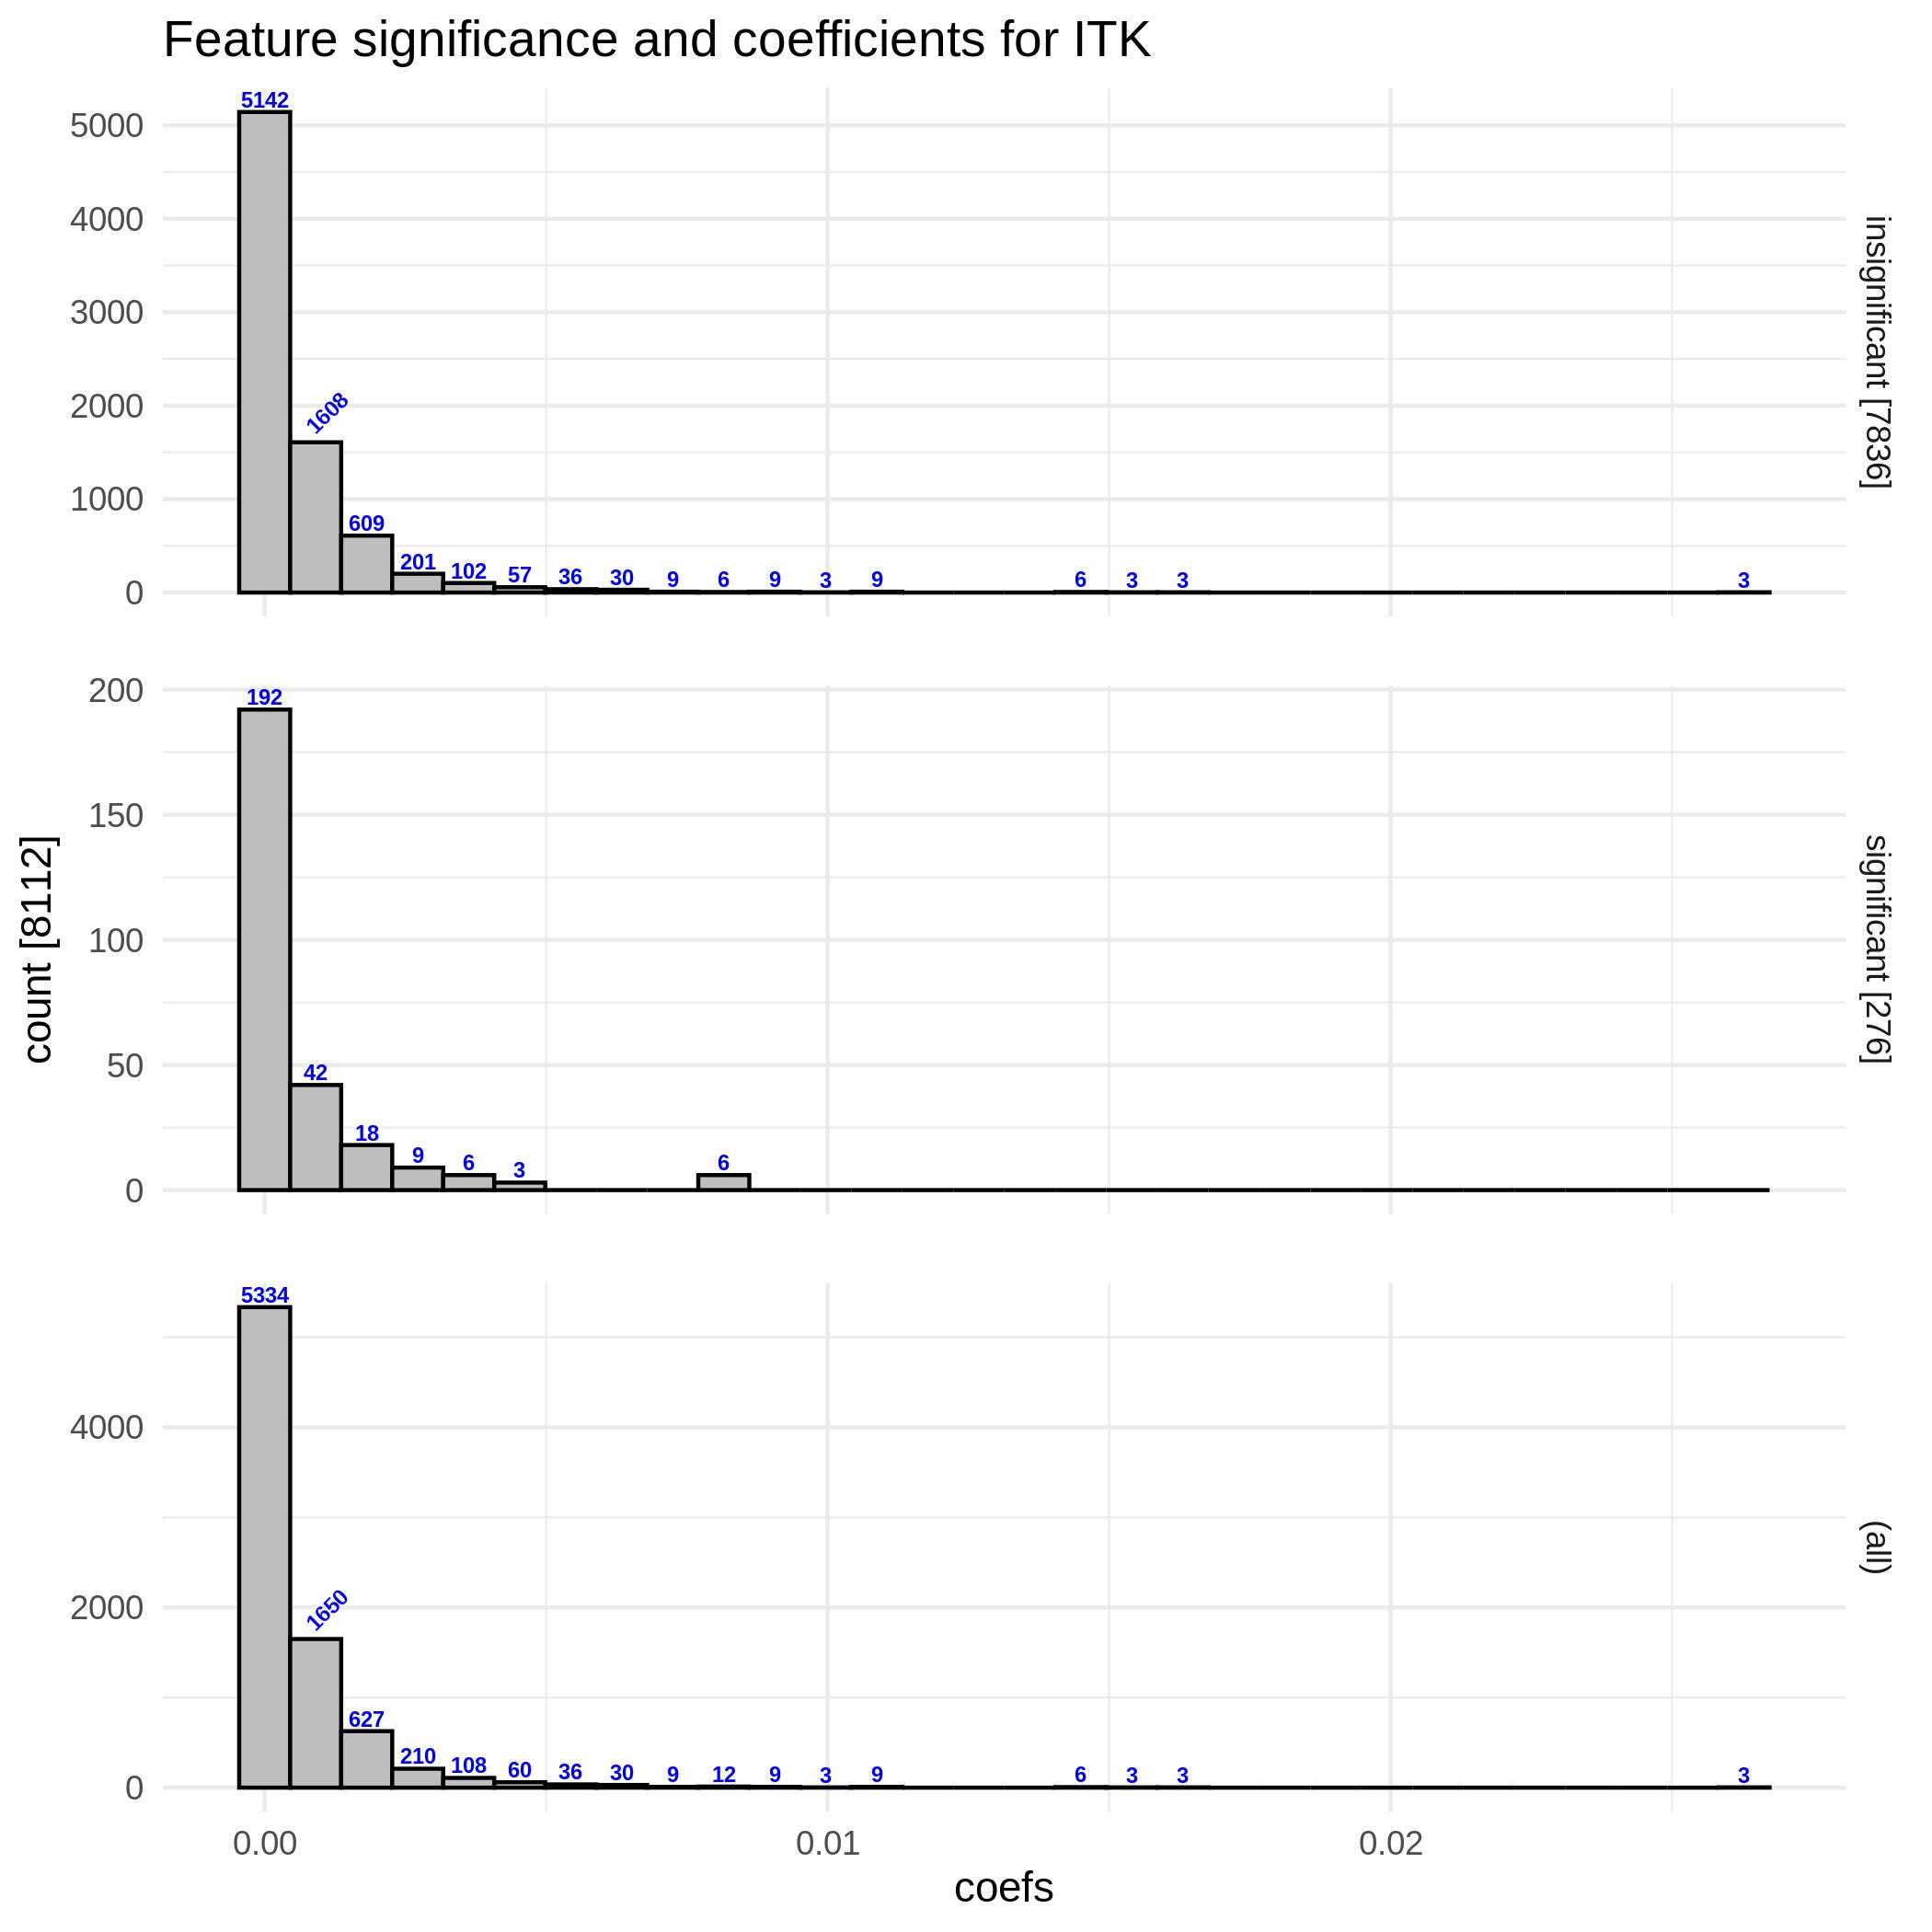 Feature significance and coefficients for ITK
5142
5000
4000
3000
2000
1608
1000
609
201 102 57 36 30 9 6 9 3 9 6 3 3 3
0
insignificant [7836]
200
192
150
100
50
42
18
9 6 3 6
0
significant [276]
count [8112]
5334
4000
2000
1650
627
210 108 60 36 30 9 12 9 3 9 6 3 3 3
0
(all)
0.00 0.01 0.02
coefs